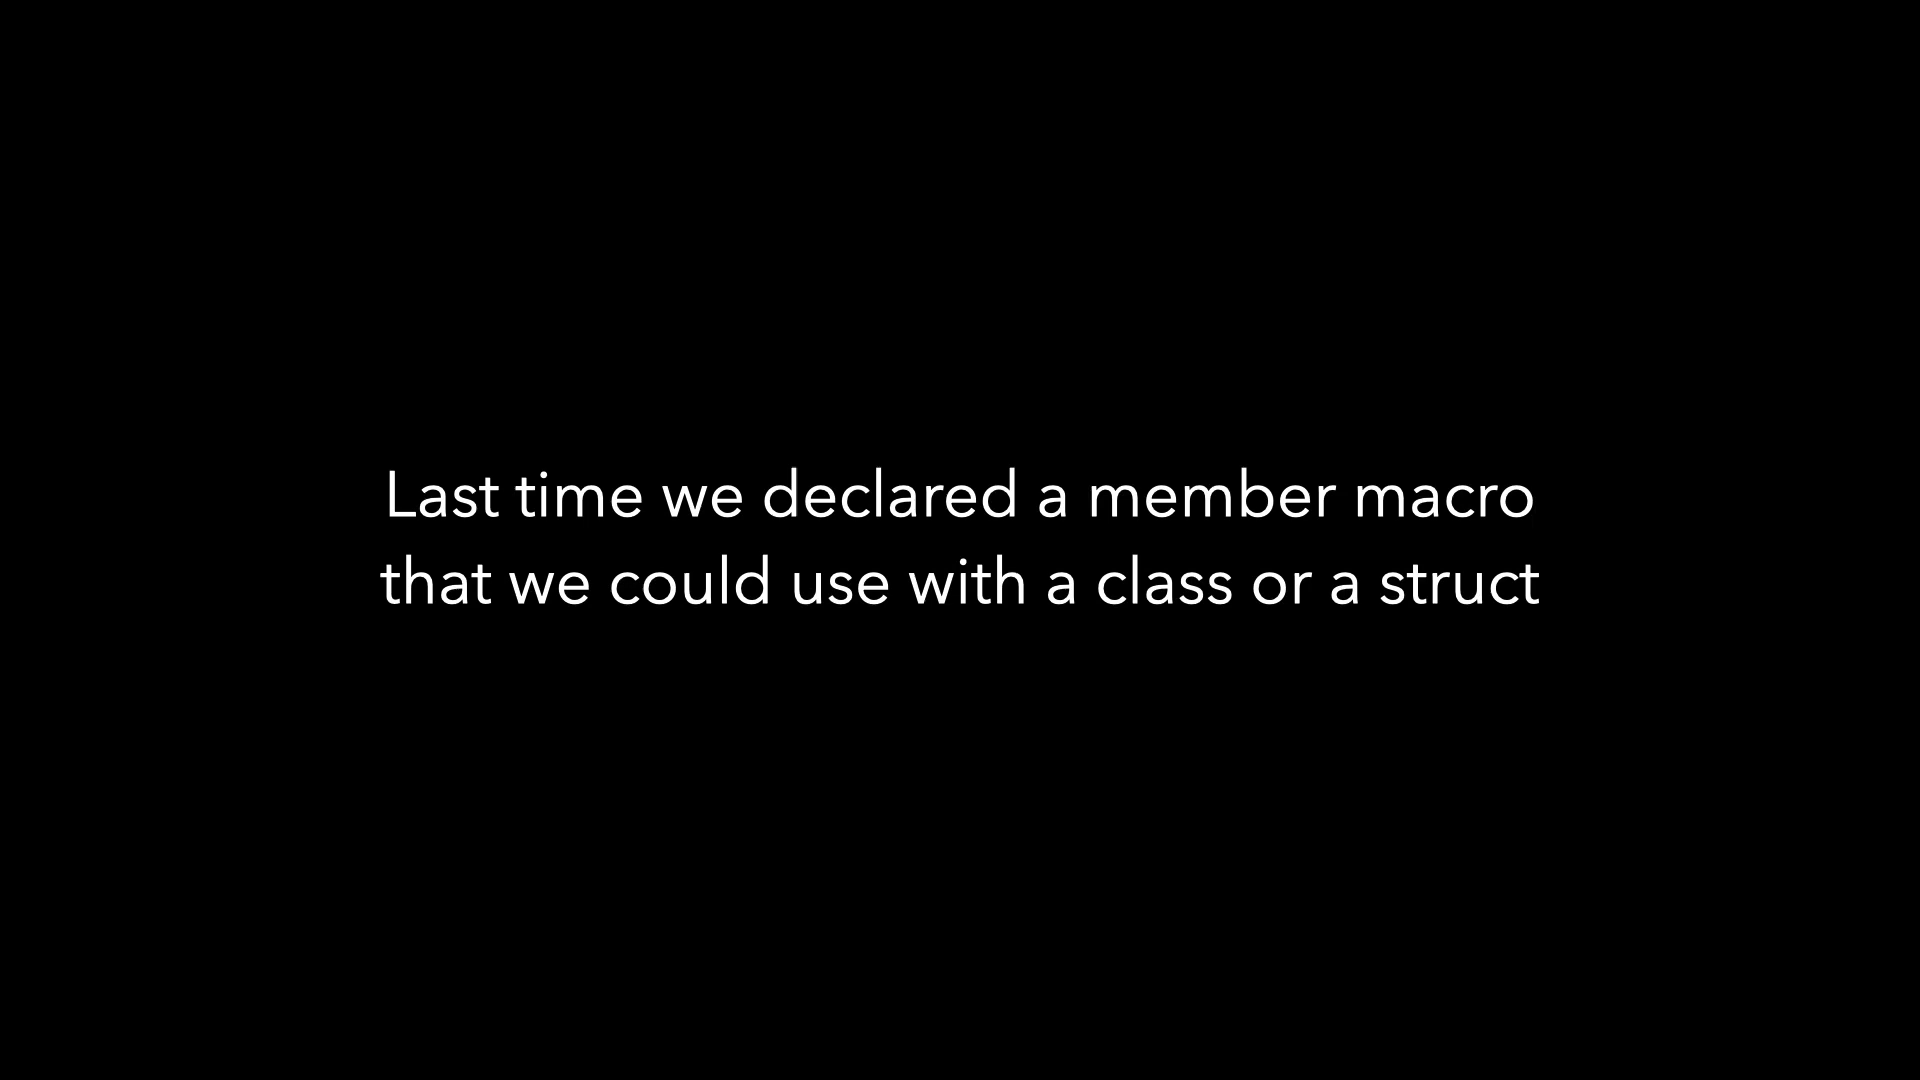 Last time we declared a member macro
that we could use with a class or a struct